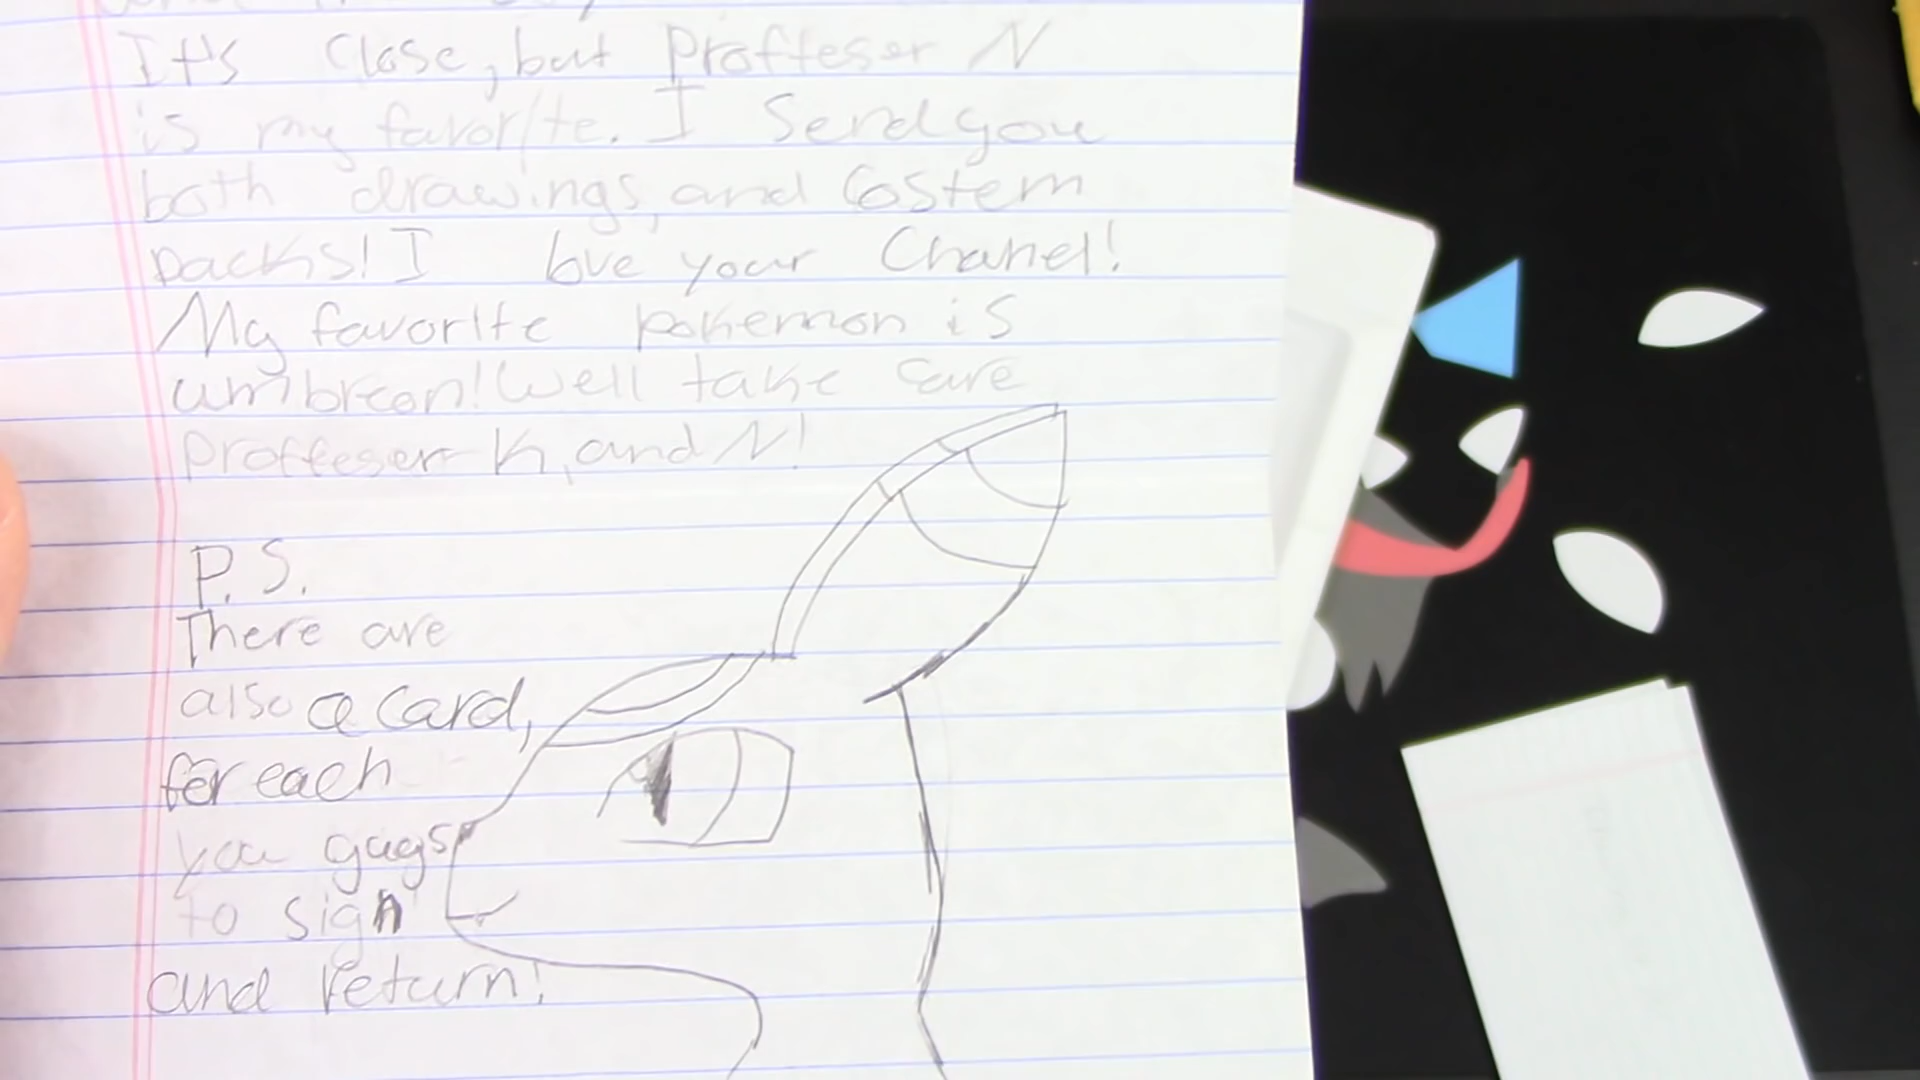 It's Close, but Proffeser N
is my favorite. I Send you
both drawings, and Costem
packs! I love your Chanel!
My favorite pokemon is
umbreon! Well take care
proffeser K, and N!
P.S.
There are
also a card,
for each
you guys
to sign
and return!